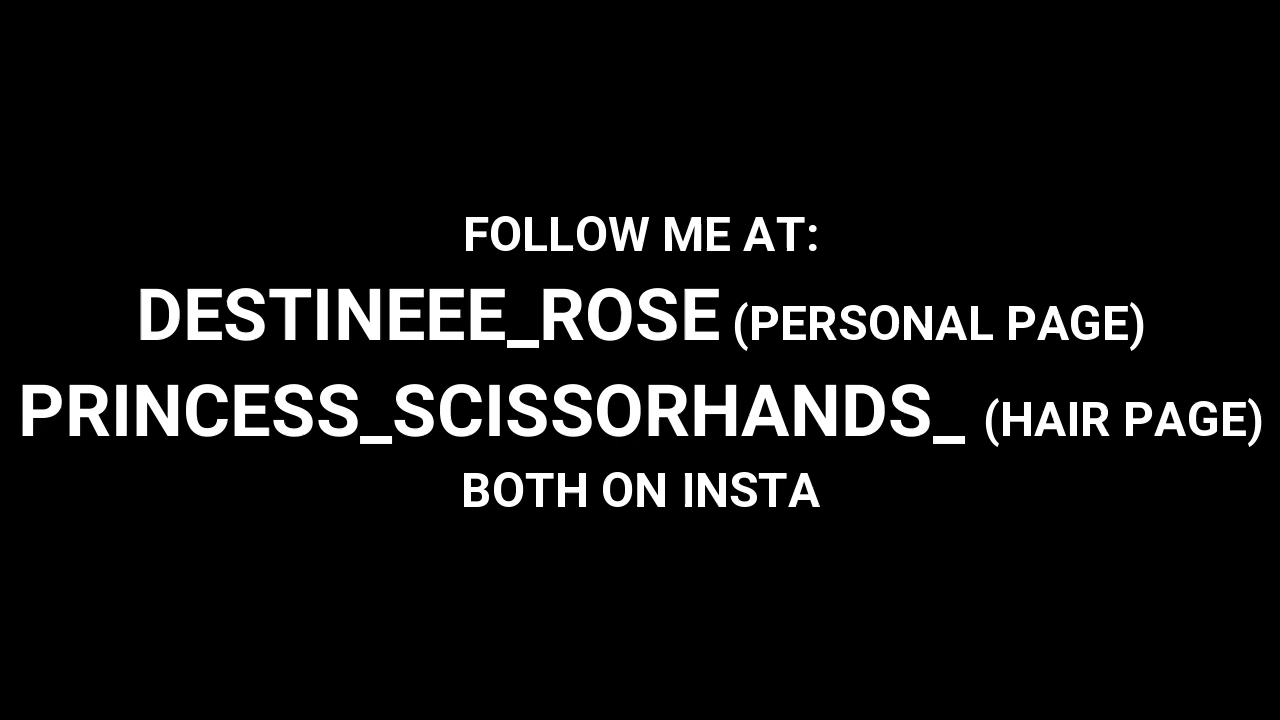 FOLLOW ME AT:
DESTINEEE_ROSE (PERSONAL PAGE)
PRINCESS_SCISSORHANDS_ (HAIR PAGE)
BOTH ON INSTA